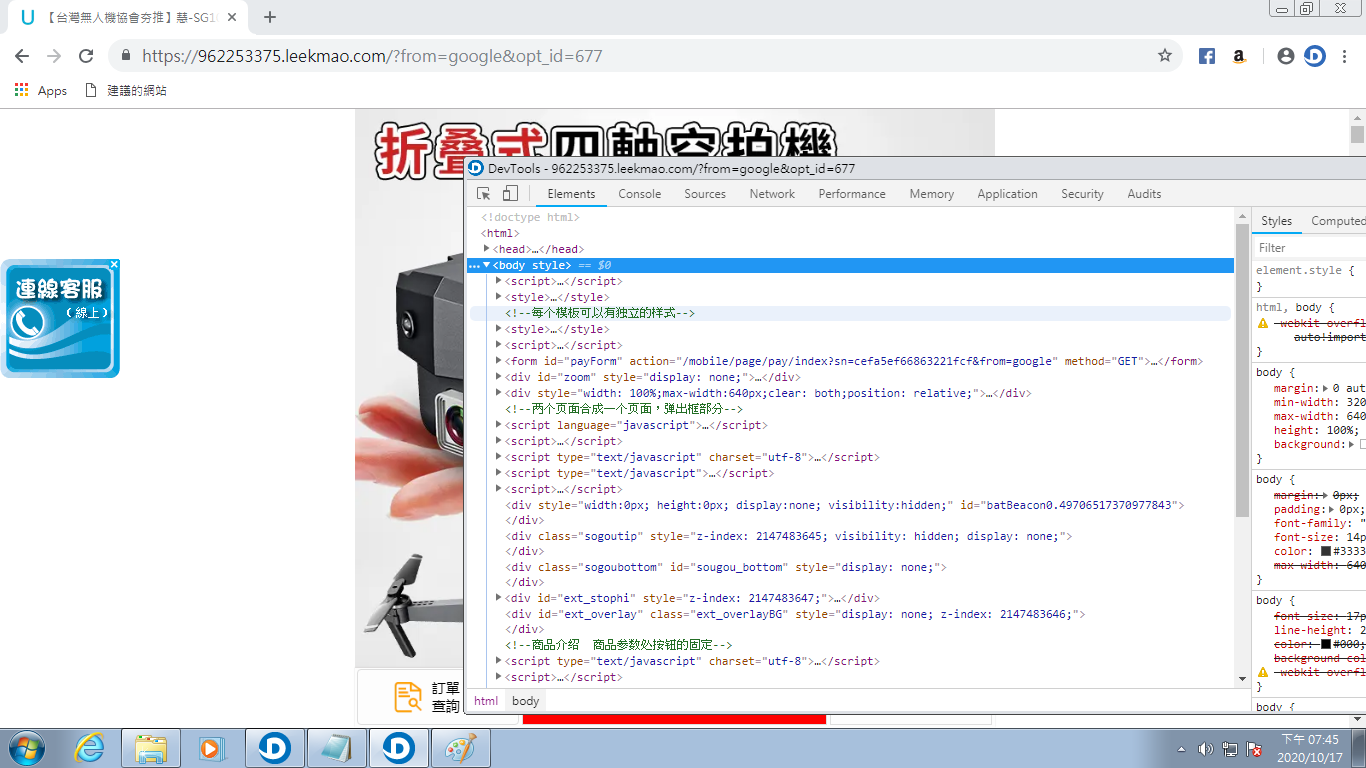 【台灣無人機協會夯推】慧-SG1
https://962253375.leekmao.com/?from=google&opt_id=677
Apps
建議的網站
折疊式四軸空拍機
連線客服
（線上）
訂單
查詢
DevTools - 962253375.leekmao.com/?from=google&opt_id=677
Elements Console Sources Network Performance Memory Application Security Audits
<!doctype html>
<html>
<head>…</head>
<body style> == $0
<script>…</script>
<style>…</style>
<!--每个模板可以有独立的样式-->
<style>…</style>
<script>…</script>
<form id="payForm" action="/mobile/page/pay/index?sn=cefa5ef66863221fcf&from=google" method="GET">…</form>
<div id="zoom" style="display: none;">…</div>
<div style="width: 100%;max-width:640px;clear: both;position: relative;">…</div>
<!--两个页面合成一个页面，弹出框部分-->
<script language="javascript">…</script>
<script>…</script>
<script type="text/javascript" charset="utf-8">…</script>
<script type="text/javascript">…</script>
<script>…</script>
<div style="width:0px; height:0px; display:none; visibility:hidden;" id="batBeacon0.49706517370977843">
</div>
<div class="sogoutip" style="z-index: 2147483645; visibility: hidden; display: none;">
</div>
<div class="sogoubottom" id="sougou_bottom" style="display: none;">
</div>
<div id="ext_stophi" style="z-index: 2147483647;">…</div>
<div id="ext_overlay" class="ext_overlayBG" style="display: none; z-index: 2147483646;">
</div>
<!--商品介绍　商品参数处按钮的固定-->
<script type="text/javascript" charset="utf-8">…</script>
<script>…</script>
html body
Styles Computed
Filter
element.style {
}
html, body {
-webkit-overfl
auto!import
}
body {
margin: 0 aut
min-width: 320
max-width: 640
height: 100%;
background:
}
body {
margin: 0px;
padding: 0px;
font-family: "
font-size: 14p
color: #3333
max-width: 640
}
body {
font-size: 17p
line-height: 2
color: #000;
background-col
-webkit-overfl
}
body {
下午 07:45
2020/10/17